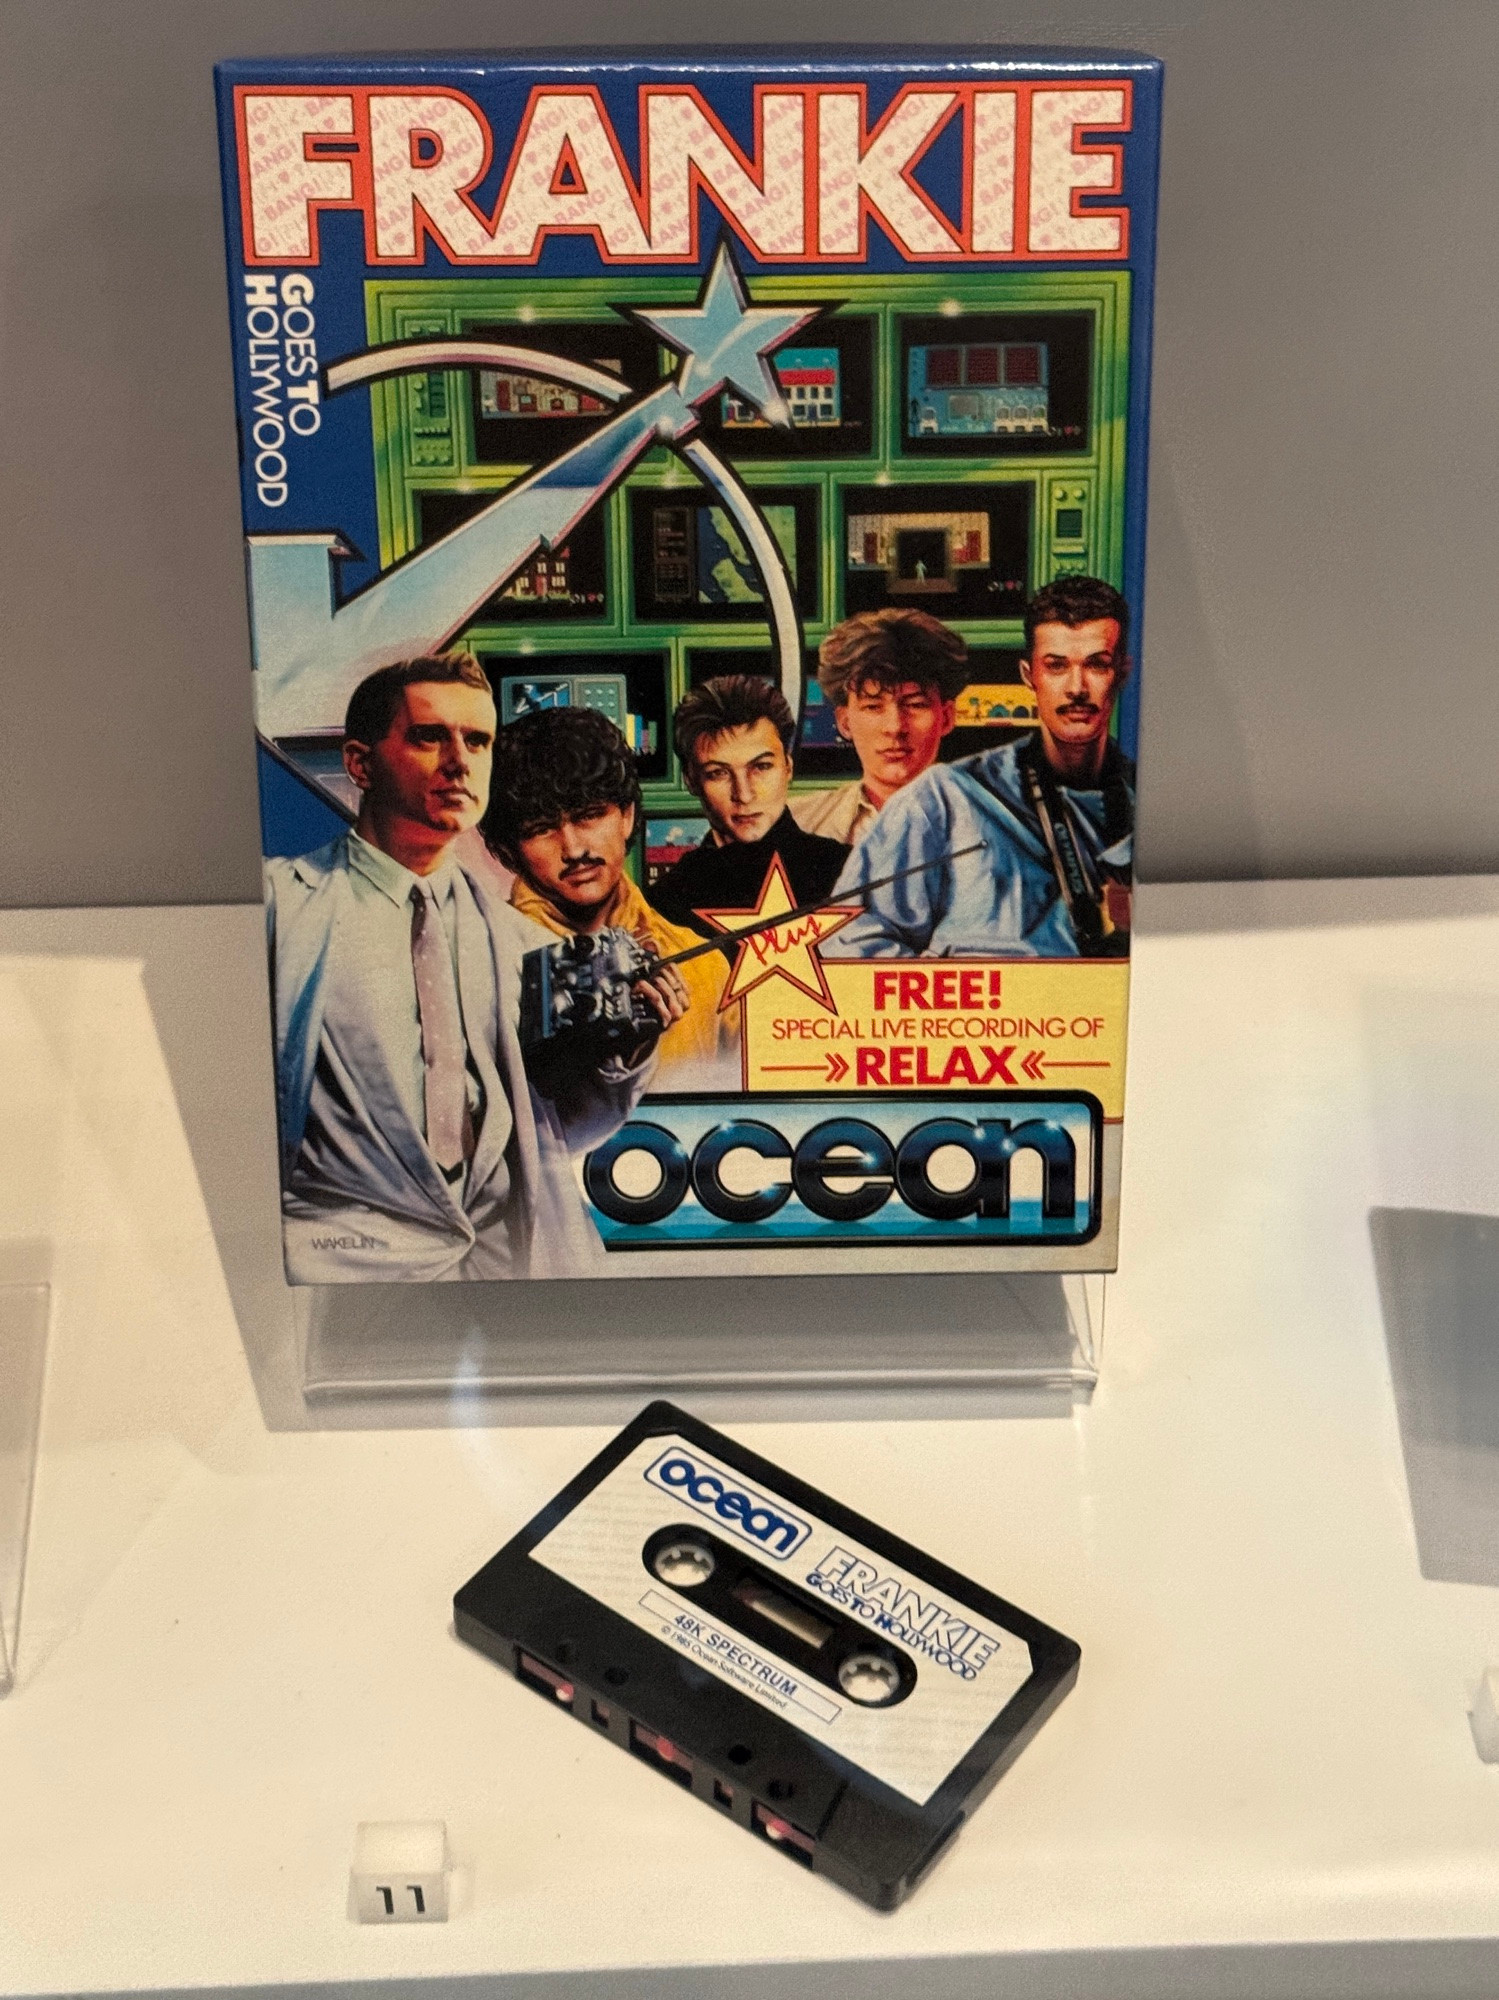 FRANKIE
GOES TO
HOLLYWOOD
plus
FREE!
SPECIAL LIVE RECORDING OF
»RELAX«
ocean
WAKELIN
ocean
FRANKIE
GOES TO HOLLYWOOD
48K SPECTRUM
© 1985 Ocean Software Limited
11